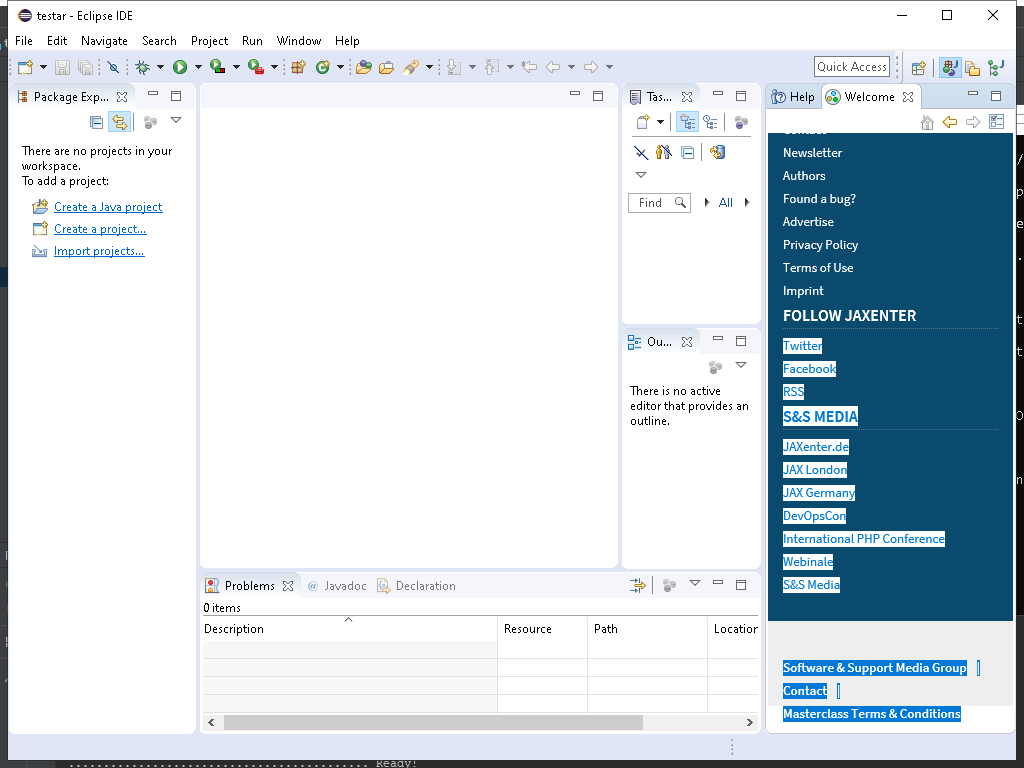 testar - Eclipse IDE
File Edit Navigate Search Project Run Window Help
Quick Access
Package Exp...
There are no projects in your
workspace.
To add a project:
Create a Java project
Create a project...
Import projects...
Tas...
Find
All
Ou...
There is no active
editor that provides an
outline.
Help
Welcome
Newsletter
Authors
Found a bug?
Advertise
Privacy Policy
Terms of Use
Imprint
FOLLOW JAXENTER
Twitter
Facebook
RSS
S&S MEDIA
JAXenter.de
JAX London
JAX Germany
DevOpsCon
International PHP Conference
Webinale
S&S Media
Software & Support Media Group |
Contact |
Masterclass Terms & Conditions
Problems
@ Javadoc
Declaration
0 items
Description Resource Path Location
Ready!